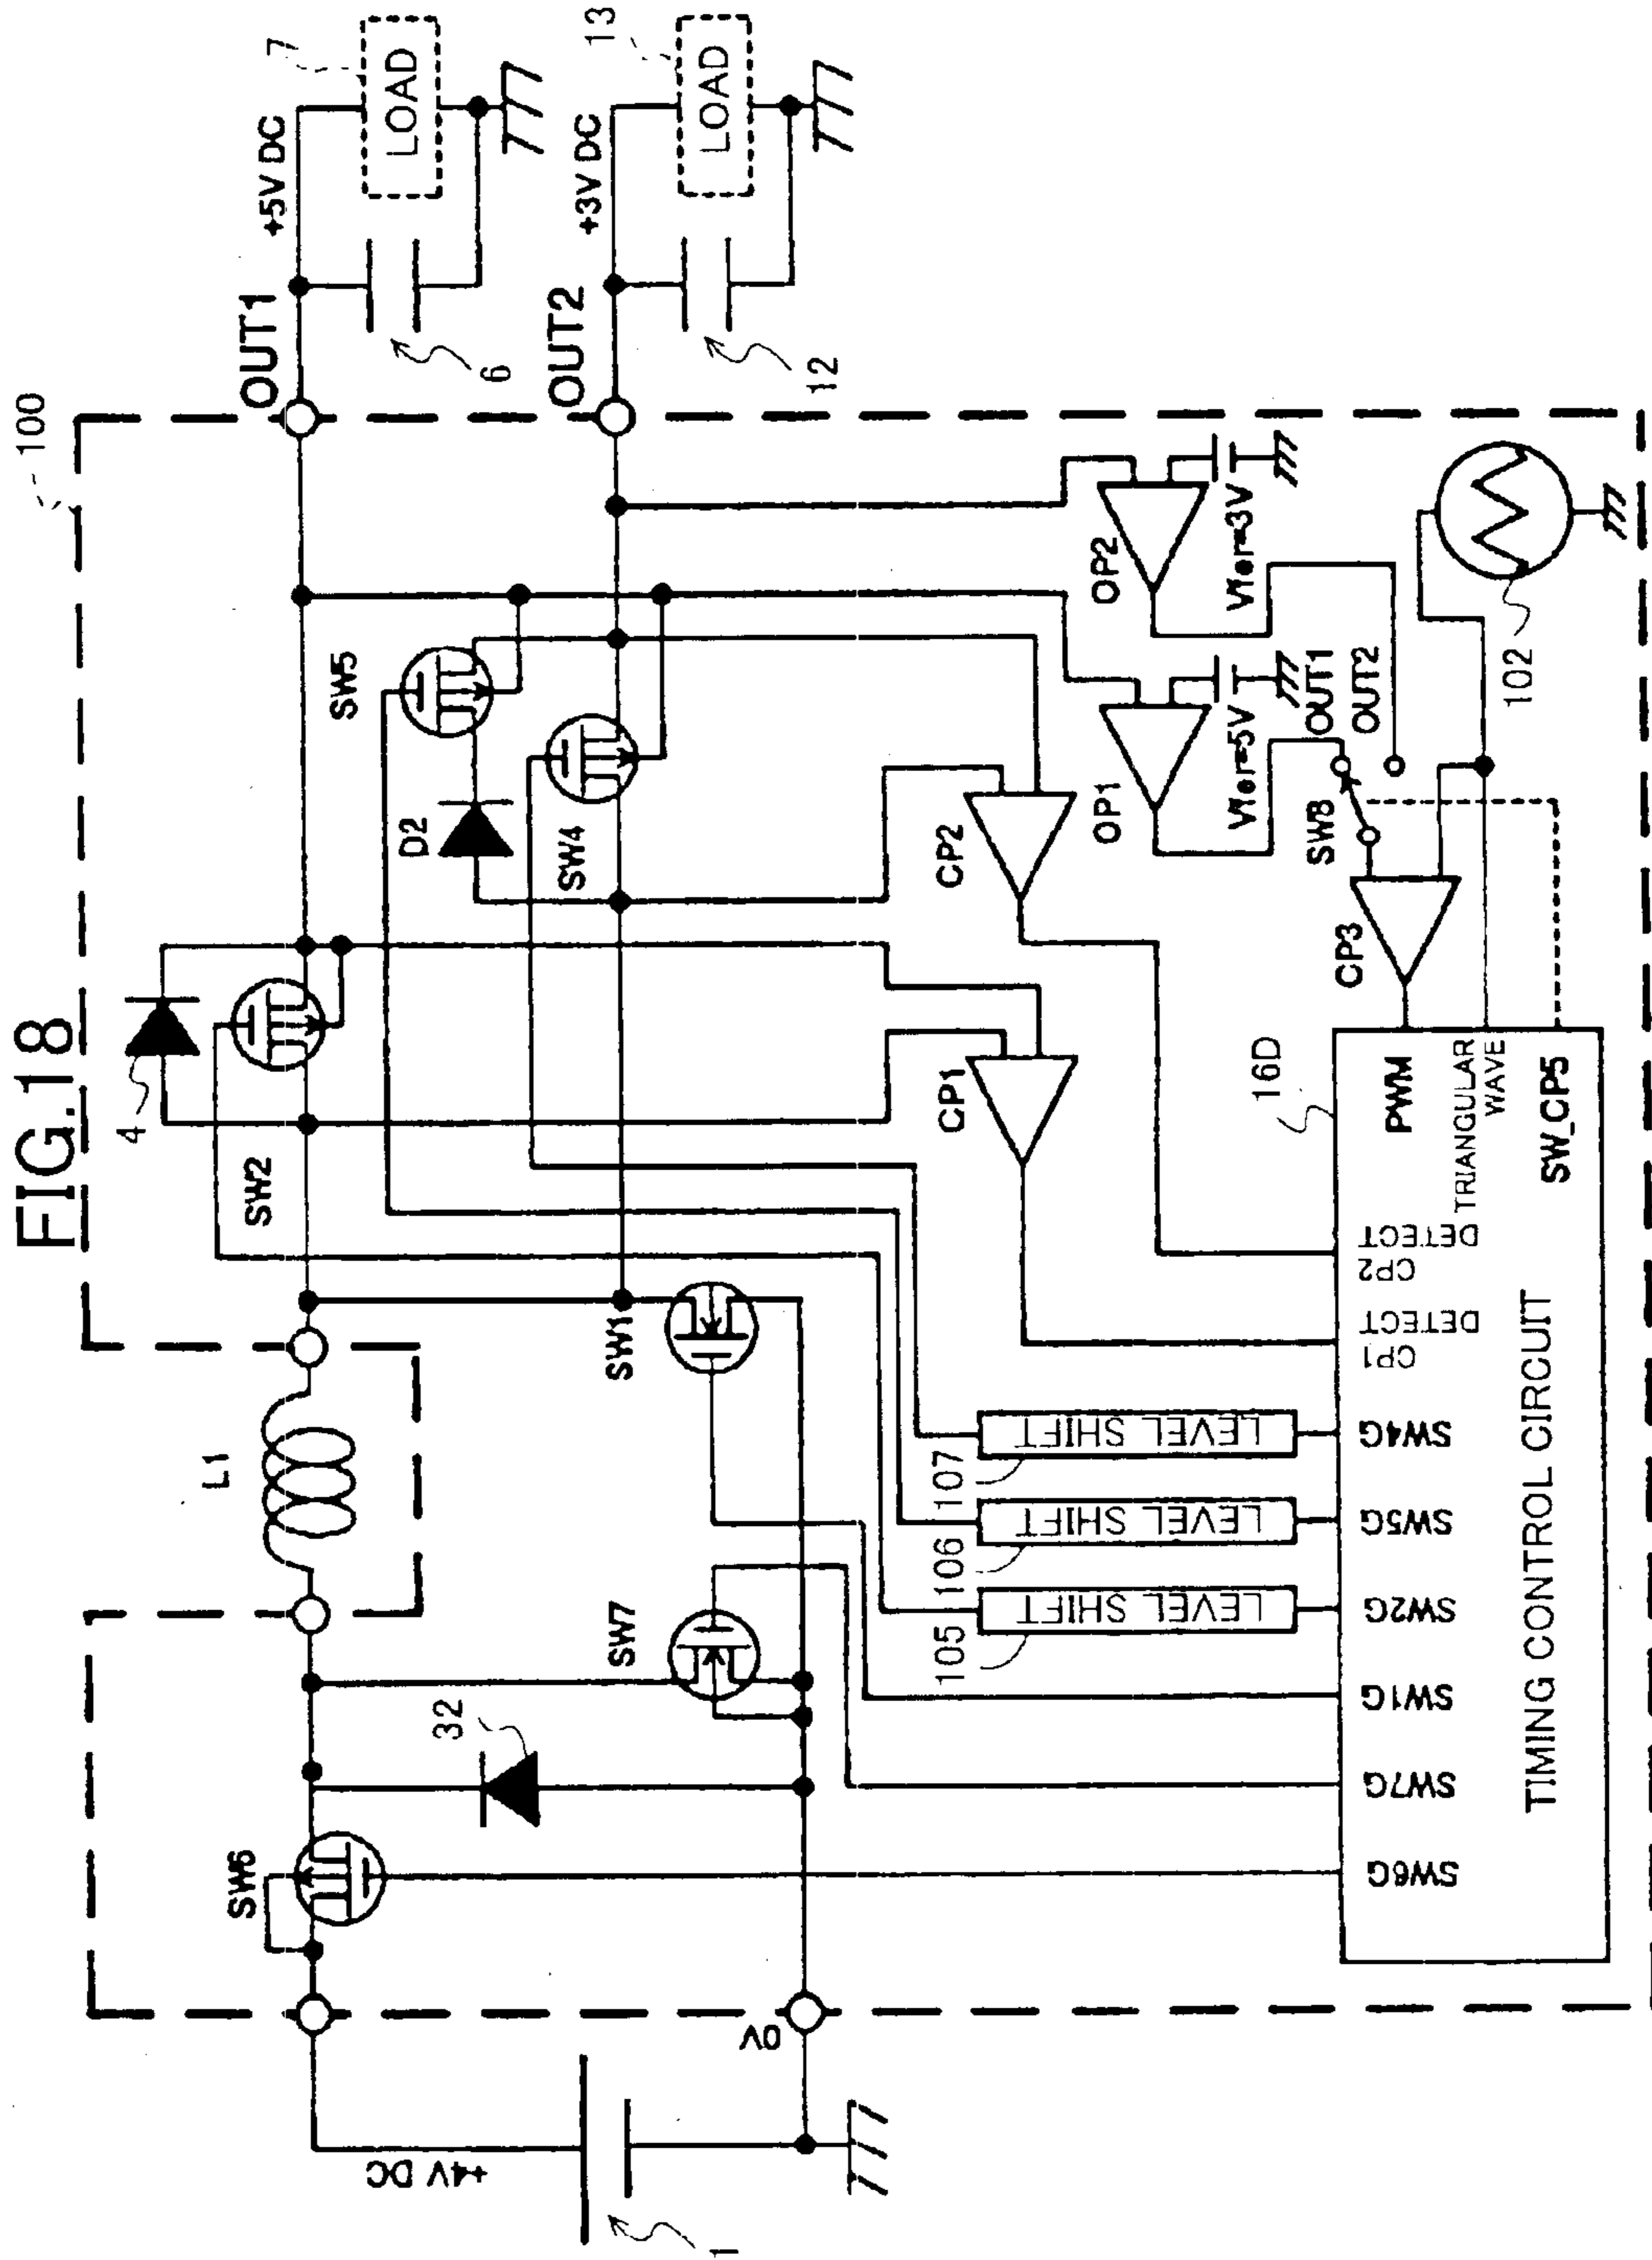 FIG.18
100
4
SW2
L1
SW6
32
SW7
SW1
D2
SW5
SW4
OUT1
OUT2
+5V DC
7
LOAD
6
+3V DC
13
LOAD
12
+4V DC
1
0V
CP1
CP2
OP1
Vref=5V
OP2
Vref=3V
OUT1
OUT2
SW8
CP3
102
105
LEVEL SHIFT
106
LEVEL SHIFT
107
LEVEL SHIFT
16D
SW6G
SW7G
SW1G
SW2G
SW5G
SW4G
CP1
DETECT
CP2
DETECT
PWM
TRIANGULAR
WAVE
SW_CP5
TIMING CONTROL CIRCUIT